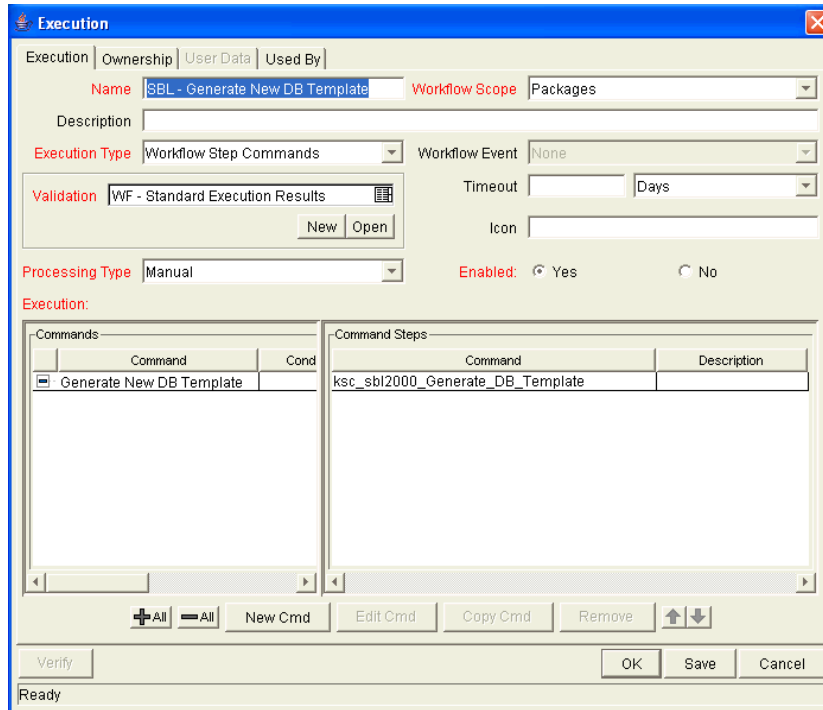 Execution
Execution Ownership User Data Used By
Name SBL - Generate New DB Template Workflow Scope Packages
Description
Execution Type Workflow Step Commands Workflow Event None
Validation WF - Standard Execution Results Timeout Days
New Open Icon
Processing Type Manual Enabled: Yes No
Execution:
Commands Command Steps
Command Cond Command Description
Generate New DB Template ksc_sbl2000_Generate_DB_Template
All All New Cmd Edit Cmd Copy Cmd Remove
Verify OK Save Cancel
Ready